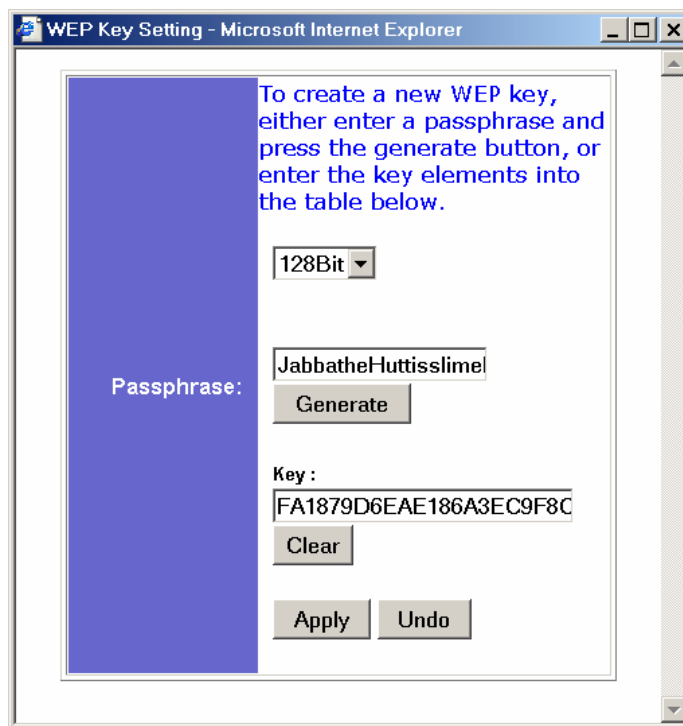 WEP Key Setting - Microsoft Internet Explorer
To create a new WEP key,
either enter a passphrase and
press the generate button, or
enter the key elements into
the table below.
128Bit
Passphrase:
JabbatheHuttisslime
Generate
Key :
FA1879D6EAE186A3EC9F8C
Clear
Apply Undo